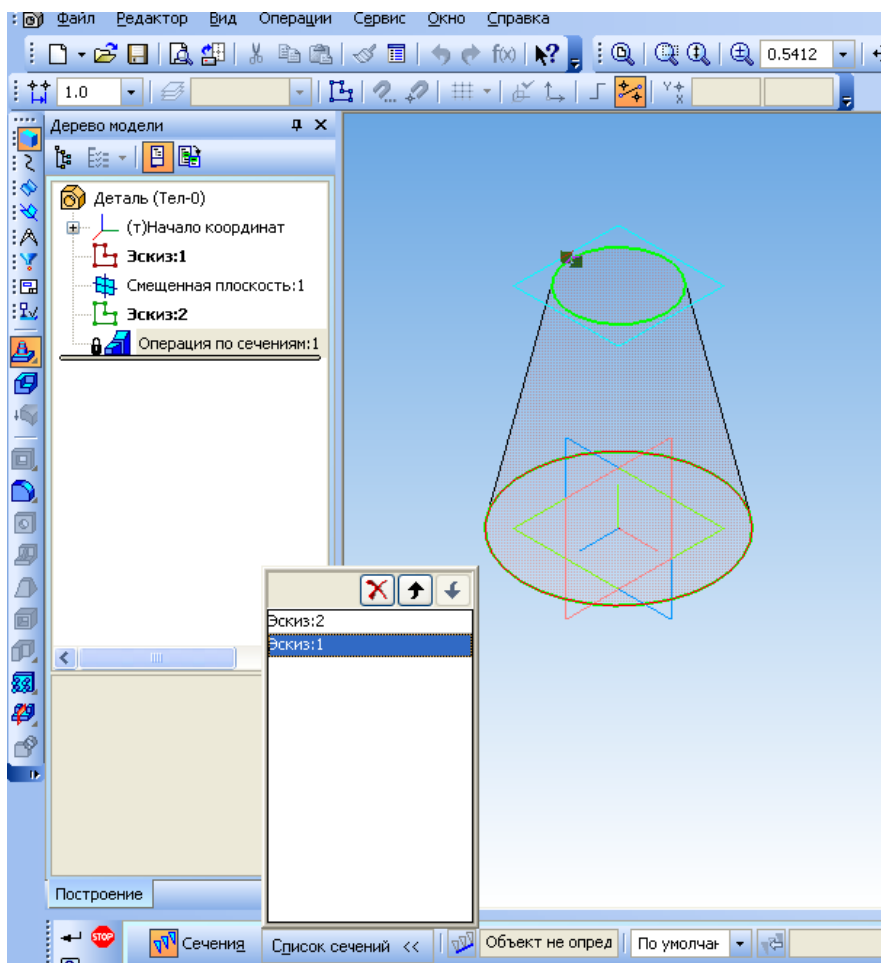 Файл Редактор Вид Операции Сервис Окно Справка
f(x) 0.5412
1.0
Дерево модели
Деталь (Тел-0)
(т)Начало координат
Эскиз:1
Смещенная плоскость:1
Эскиз:2
Операция по сечениям:1
Эскиз:2
Эскиз:1
Построение
STOP Сечения Список сечений << Объект не опред По умолчан